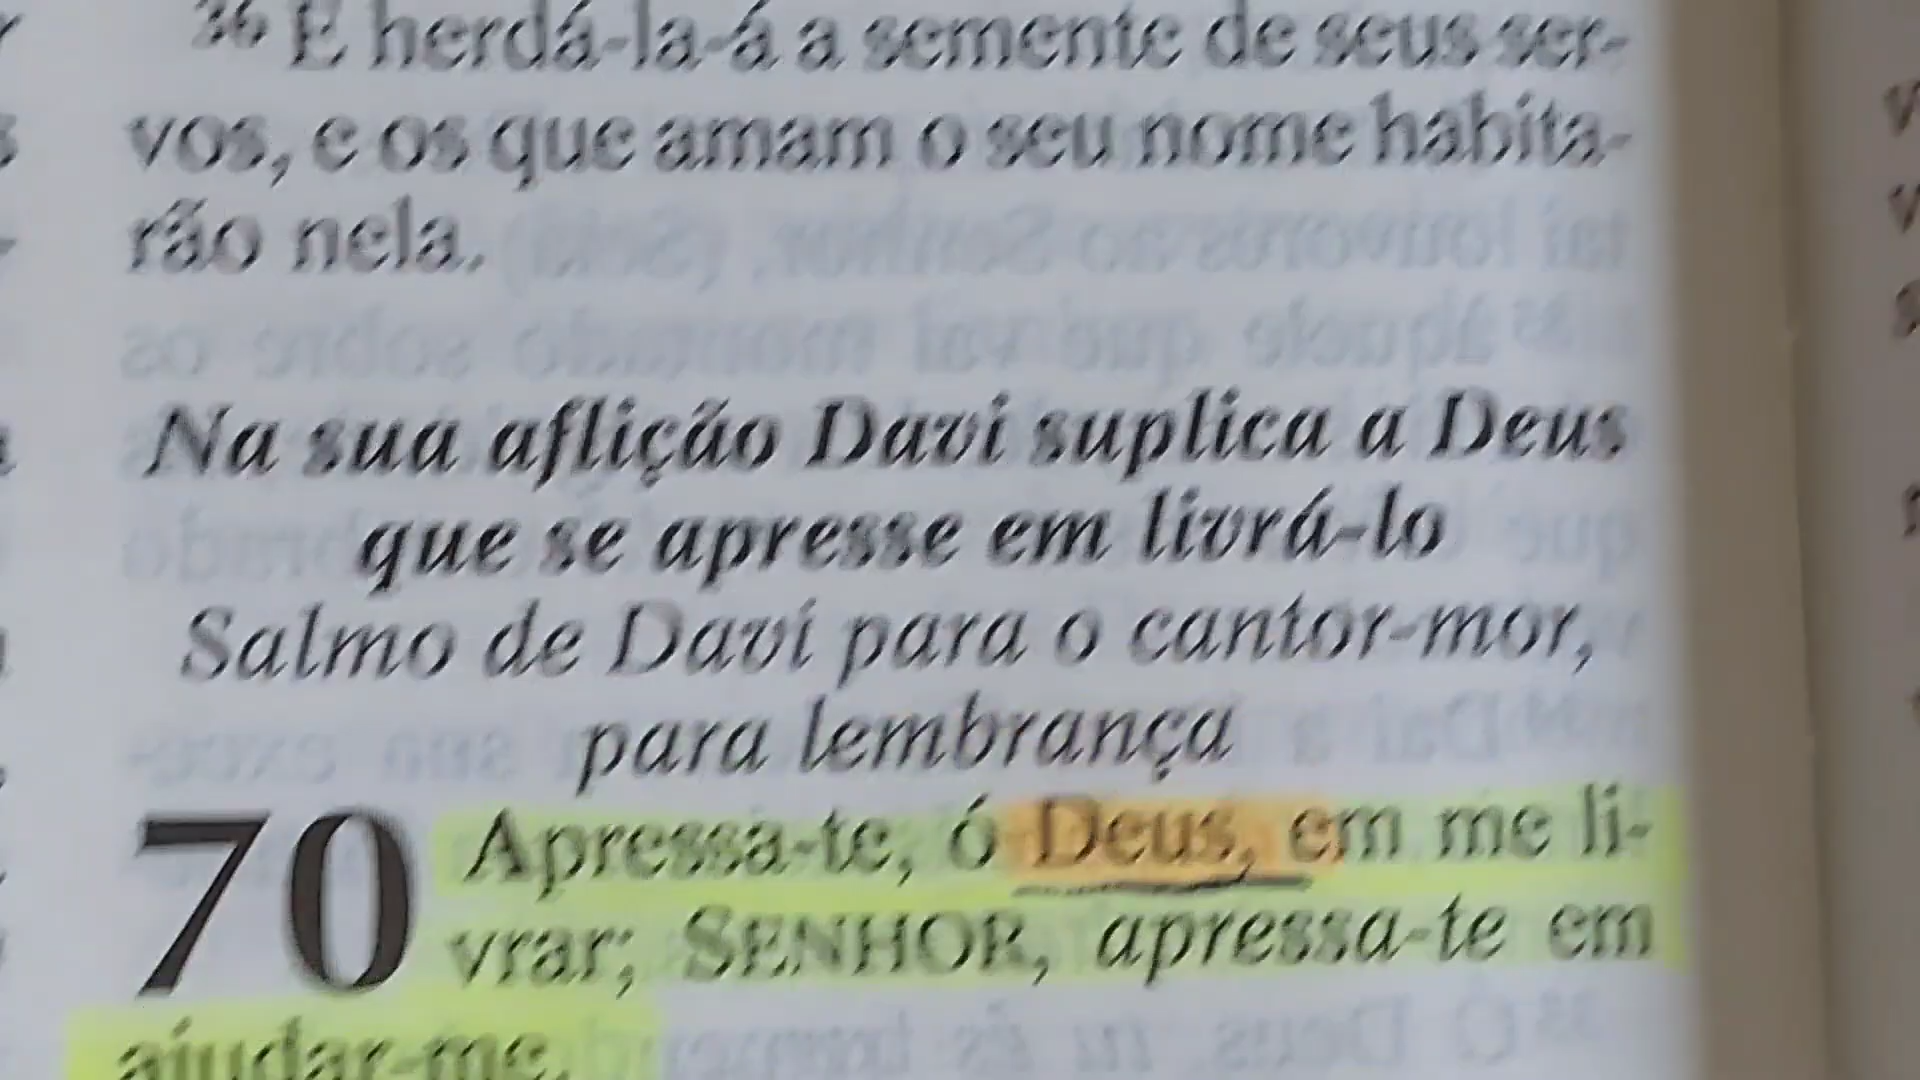 36 E herdá-la-á a semente de seus ser-
vos, e os que amam o seu nome habita-
rão nela.
Na sua aflição Davi suplica a Deus
que se apresse em livrá-lo
Salmo de Davi para o cantor-mor,
para lembrança
70 Apressa-te, ó Deus, em me li-
vrar; SENHOR, apressa-te em
ajudar-me.